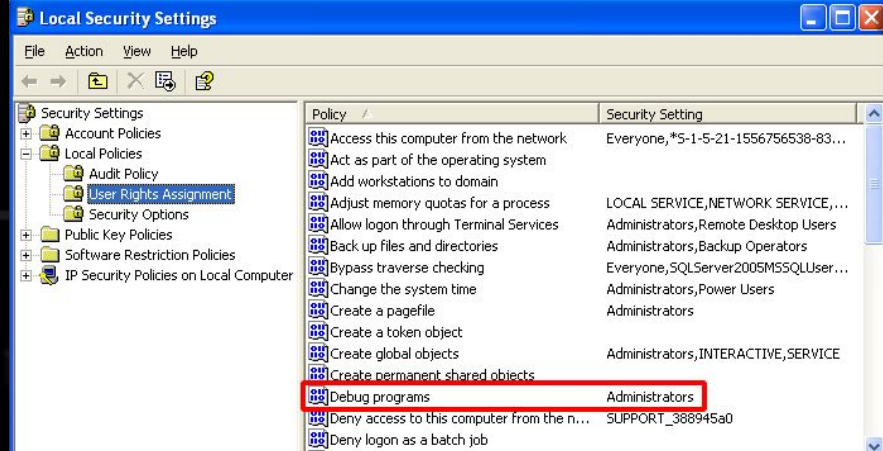 Local Security Settings
File Action View Help
Security Settings
Account Policies
Local Policies
Audit Policy
User Rights Assignment
Security Options
Public Key Policies
Software Restriction Policies
IP Security Policies on Local Computer
Policy Security Setting
Access this computer from the network Everyone,*S-1-5-21-1556756538-83...
Act as part of the operating system
Add workstations to domain
Adjust memory quotas for a process LOCAL SERVICE,NETWORK SERVICE,...
Allow logon through Terminal Services Administrators,Remote Desktop Users
Back up files and directories Administrators,Backup Operators
Bypass traverse checking Everyone,SQLServer2005MSSQLUser...
Change the system time Administrators,Power Users
Create a pagefile Administrators
Create a token object
Create global objects Administrators,INTERACTIVE,SERVICE
Create permanent shared objects
Debug programs Administrators
Deny access to this computer from the n... SUPPORT_388945a0
Deny logon as a batch job